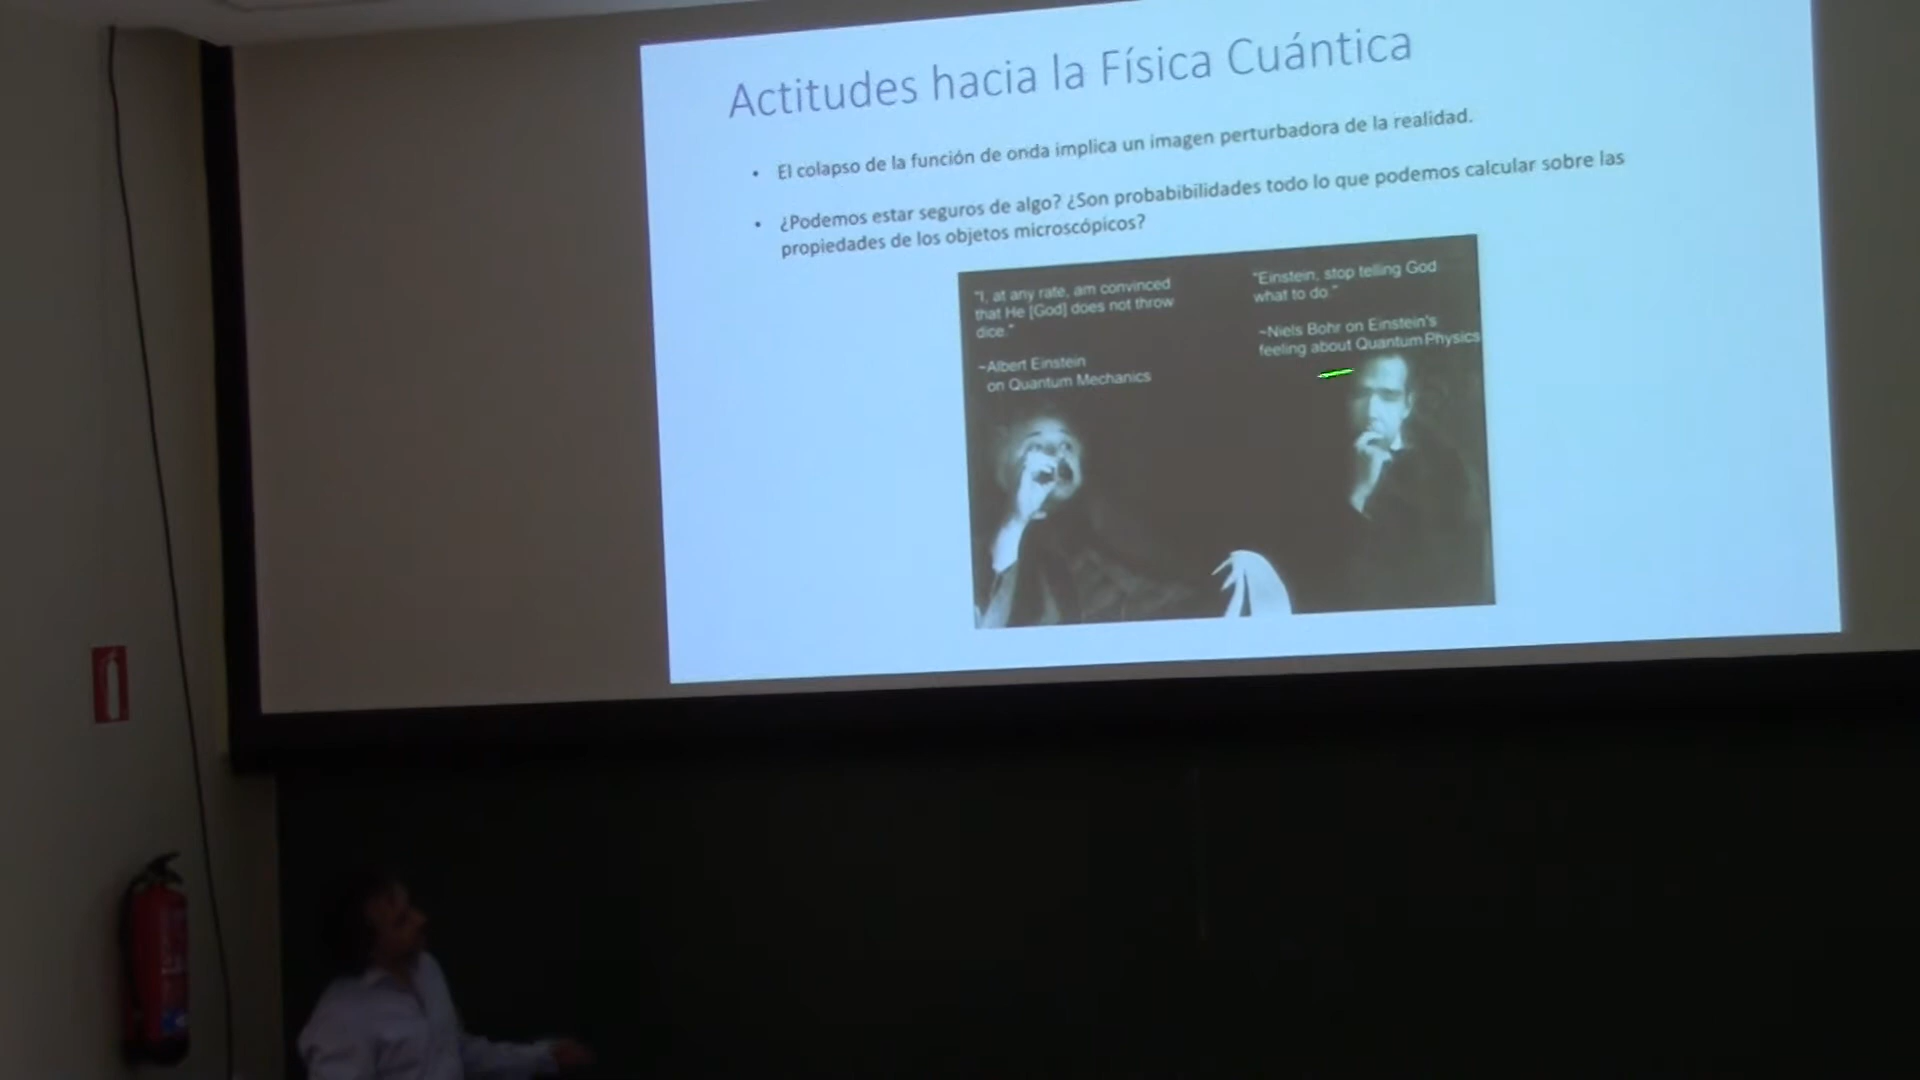 Actitudes hacia la Física Cuántica
• El colapso de la función de onda implica un imagen perturbadora de la realidad.
• ¿Podemos estar seguros de algo? ¿Son probabibilidades todo lo que podemos calcular sobre las
propiedades de los objetos microscópicos?
"I, at any rate, am convinced
that He [God] does not throw
dice."
~Albert Einstein
on Quantum Mechanics
"Einstein, stop telling God
what to do."
~Niels Bohr on Einstein's
feeling about Quantum Physics